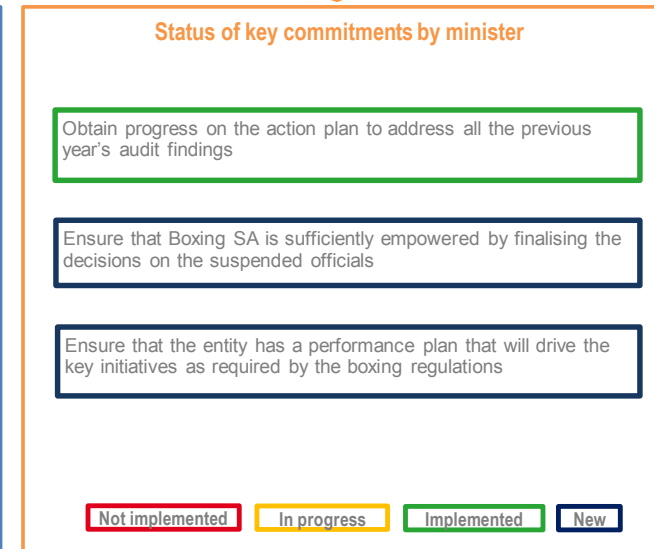 Status of key commitments by minister
Obtain progress on the action plan to address all the previous
year's audit findings
Ensure that Boxing SA is sufficiently empowered by finalising the
decisions on the suspended officials
Ensure that the entity has a performance plan that will drive the
key initiatives as required by the boxing regulations
Not implemented In progress Implemented New